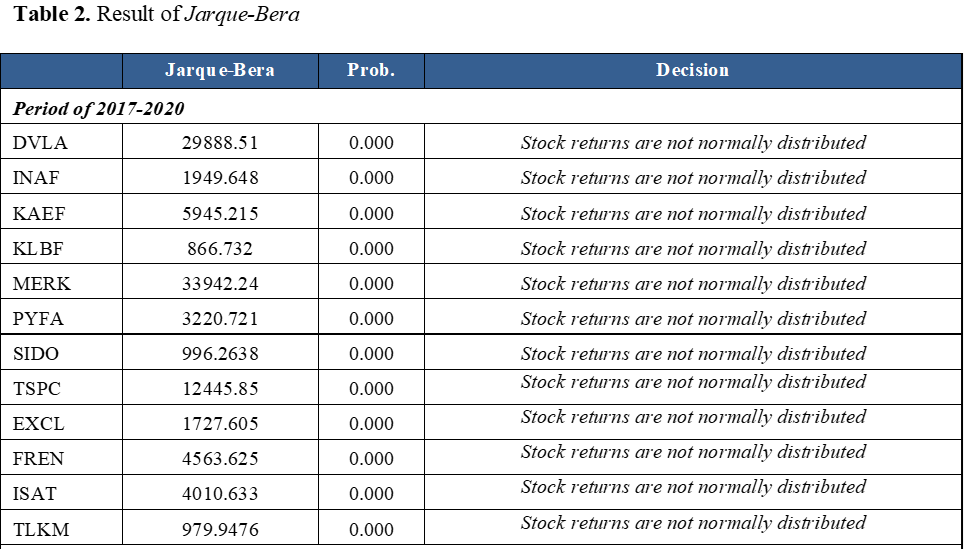 Table 2. Result of Jarque-Bera
Jarque-Bera Prob. Decision
Period of 2017-2020
DVLA 29888.51 0.000 Stock returns are not normally distributed
INAF 1949.648 0.000 Stock returns are not normally distributed
KAEF 5945.215 0.000 Stock returns are not normally distributed
KLBF 866.732 0.000 Stock returns are not normally distributed
MERK 33942.24 0.000 Stock returns are not normally distributed
PYFA 3220.721 0.000 Stock returns are not normally distributed
SIDO 996.2638 0.000 Stock returns are not normally distributed
TSPC 12445.85 0.000 Stock returns are not normally distributed
EXCL 1727.605 0.000 Stock returns are not normally distributed
FREN 4563.625 0.000 Stock returns are not normally distributed
ISAT 4010.633 0.000 Stock returns are not normally distributed
TLKM 979.9476 0.000 Stock returns are not normally distributed